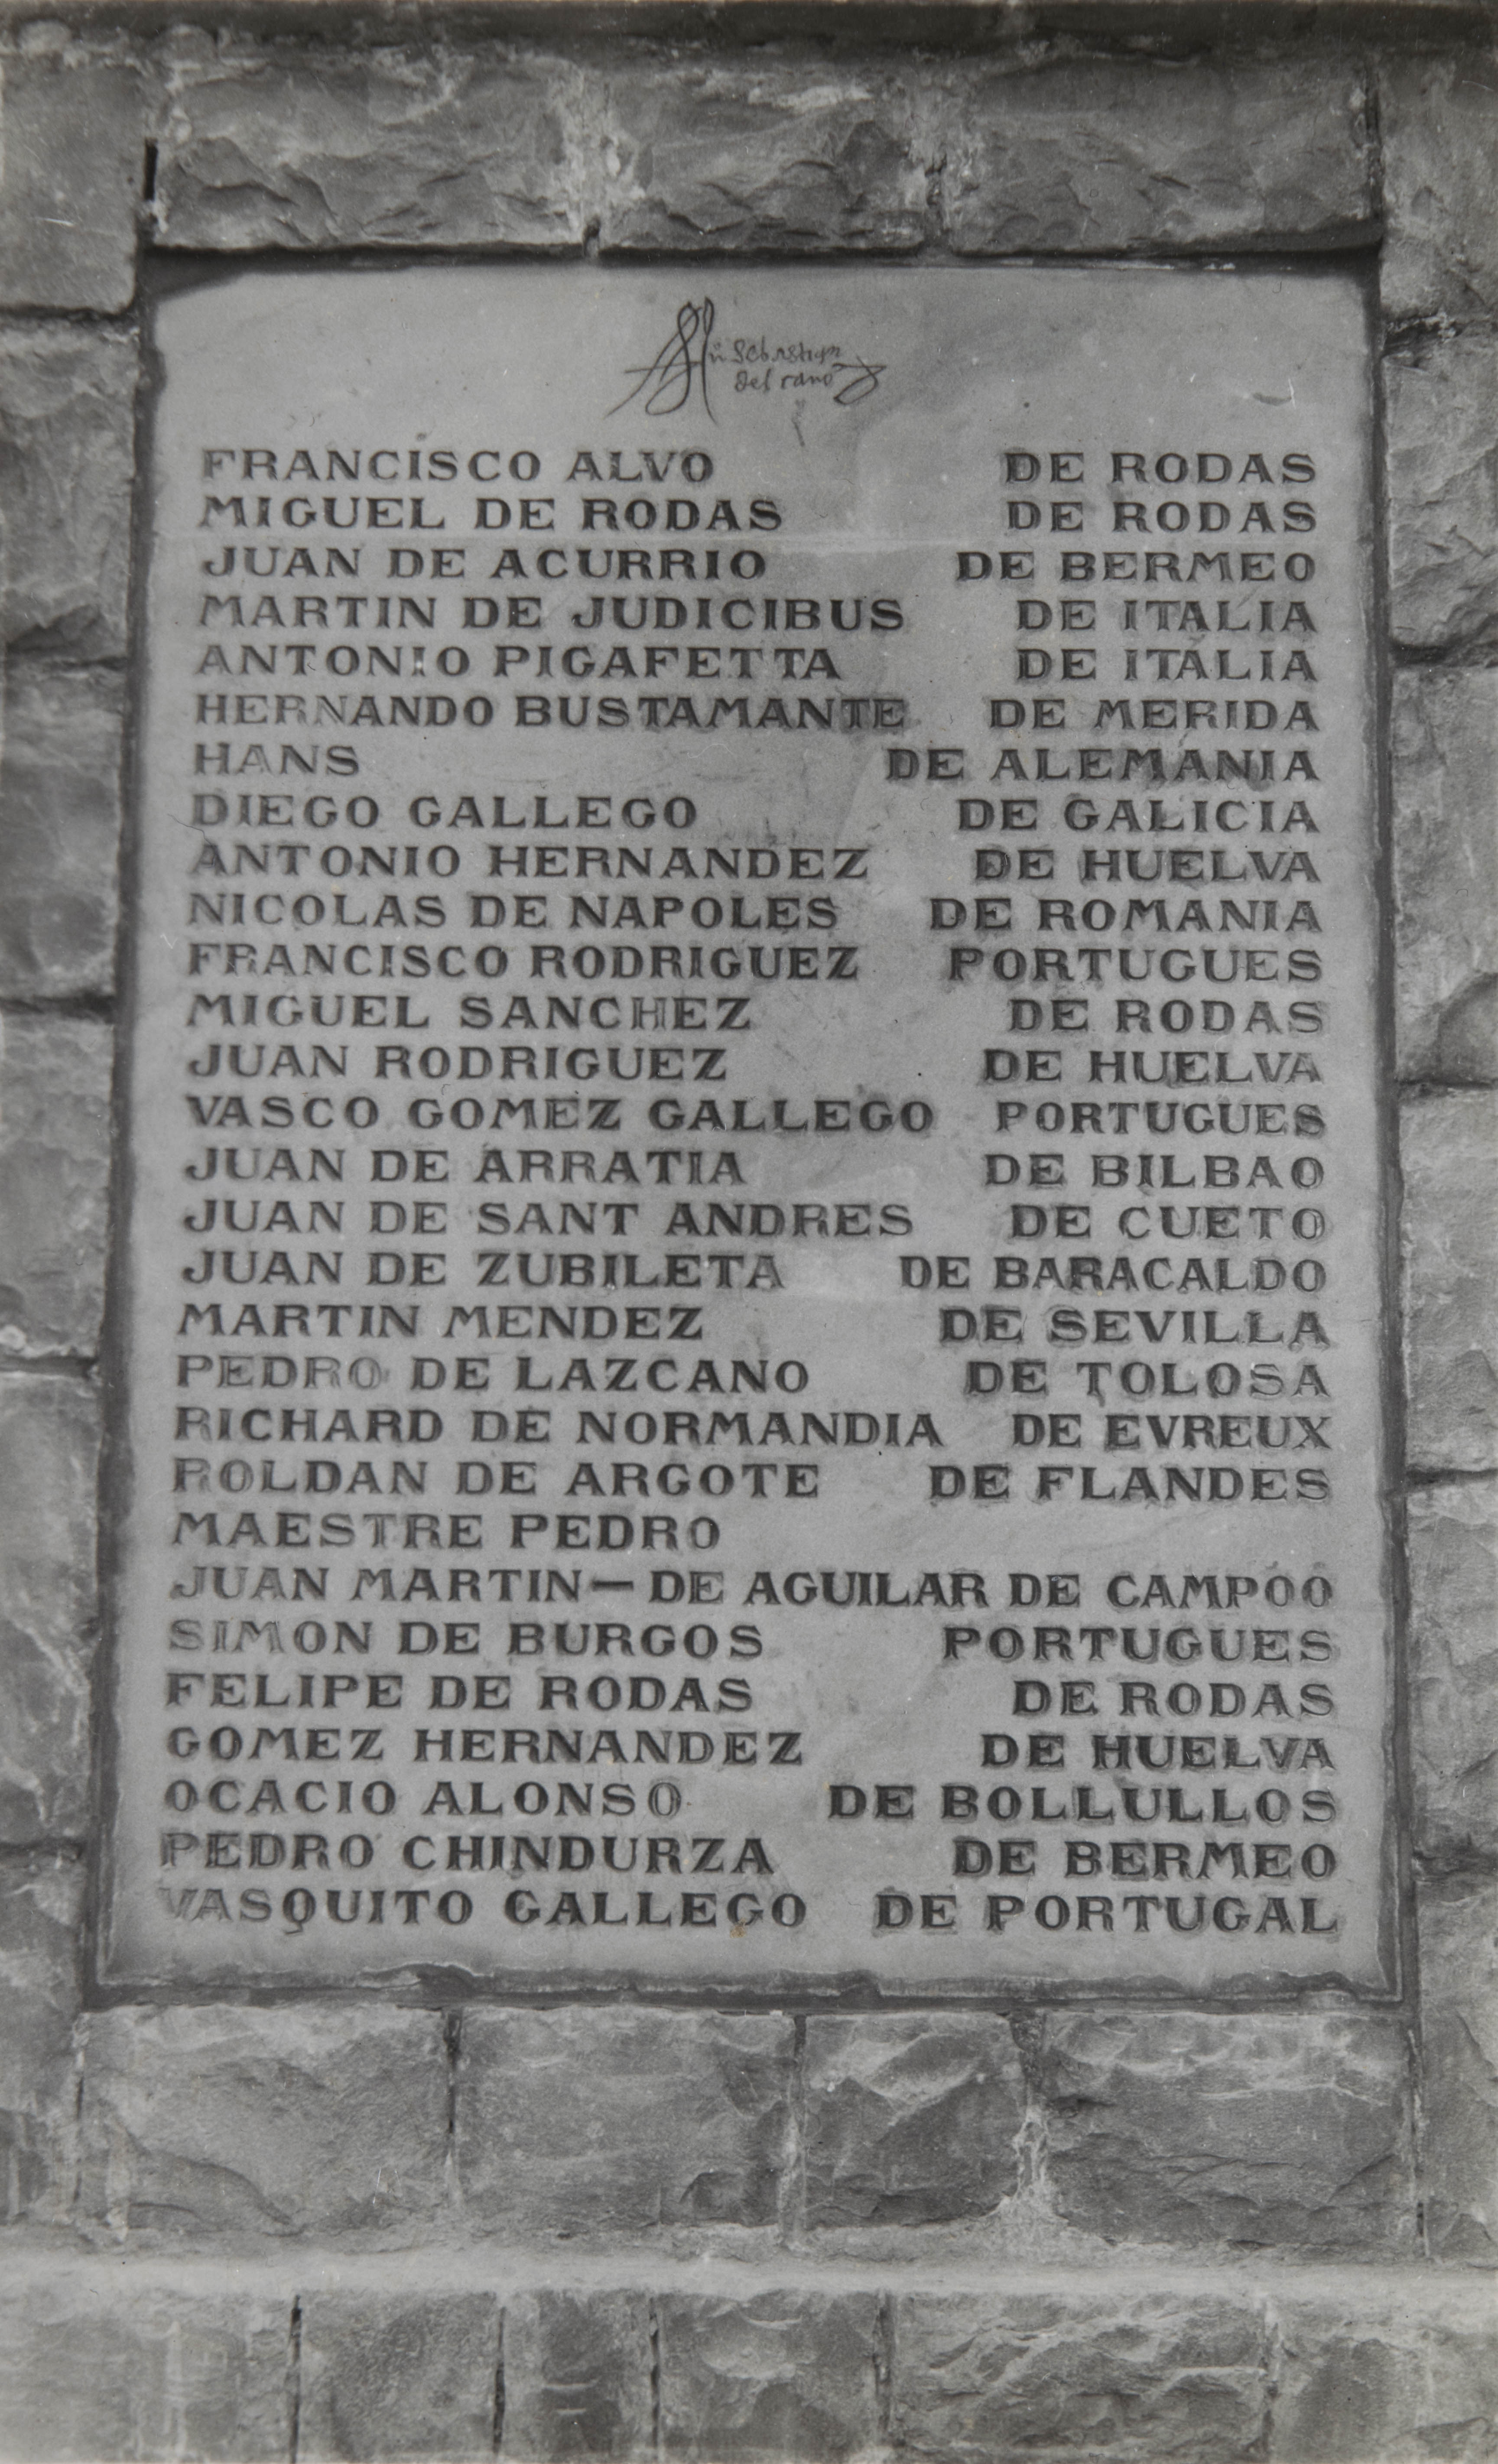 Sebastian
del cano
FRANCISCO ALVO DE RODAS
MIGUEL DE RODAS DE RODAS
JUAN DE ACURRIO DE BERMEO
MARTIN DE JUDICIBUS DE ITALIA
ANTONIO PIGAFETTA DE ITALIA
HERNANDO BUSTAMANTE DE MERIDA
HANS DE ALEMANIA
DIEGO GALLEGO DE GALICIA
ANTONIO HERNANDEZ DE HUELVA
NICOLAS DE NAPOLES DE ROMANIA
FRANCISCO RODRIGUEZ PORTUGUES
MIGUEL SANCHEZ DE RODAS
JUAN RODRIGUEZ DE HUELVA
VASCO GOMEZ GALLEGO PORTUGUES
JUAN DE ARRATIA DE BILBAO
JUAN DE SANT ANDRES DE CUETO
JUAN DE ZUBILETA DE BARACALDO
MARTIN MENDEZ DE SEVILLA
PEDRO DE LAZCANO DE TOLOSA
RICHARD DE NORMANDIA DE EVREUX
ROLDAN DE ARGOTE DE FLANDES
MAESTRE PEDRO
JUAN MARTIN — DE AGUILAR DE CAMPOO
SIMON DE BURGOS PORTUGUES
FELIPE DE RODAS DE RODAS
GOMEZ HERNANDEZ DE HUELVA
OCACIO ALONSO DE BOLLULLOS
PEDRO CHINDURZA DE BERMEO
VASQUITO GALLEGO DE PORTUGAL